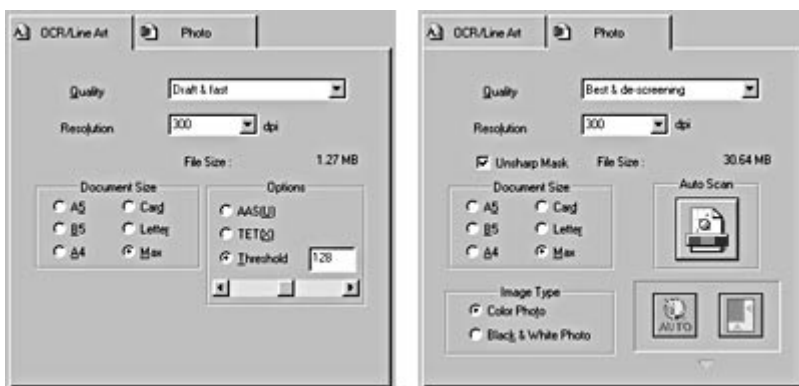 OCR/Line Art Photo
Quality Draft & fast
Resolution 300 dpi
File Size : 1.27 MB
Document Size
A5 Card
B5 Letter
A4 Max
Options
AAS(U)
TET(X)
Threshold 128
OCR/Line Art Photo
Quality Best & de-screening
Resolution 300 dpi
Unsharp Mask File Size : 30.64 MB
Document Size
A5 Card
B5 Letter
A4 Max
Auto Scan
Image Type
Color Photo
Black & White Photo
AUTO